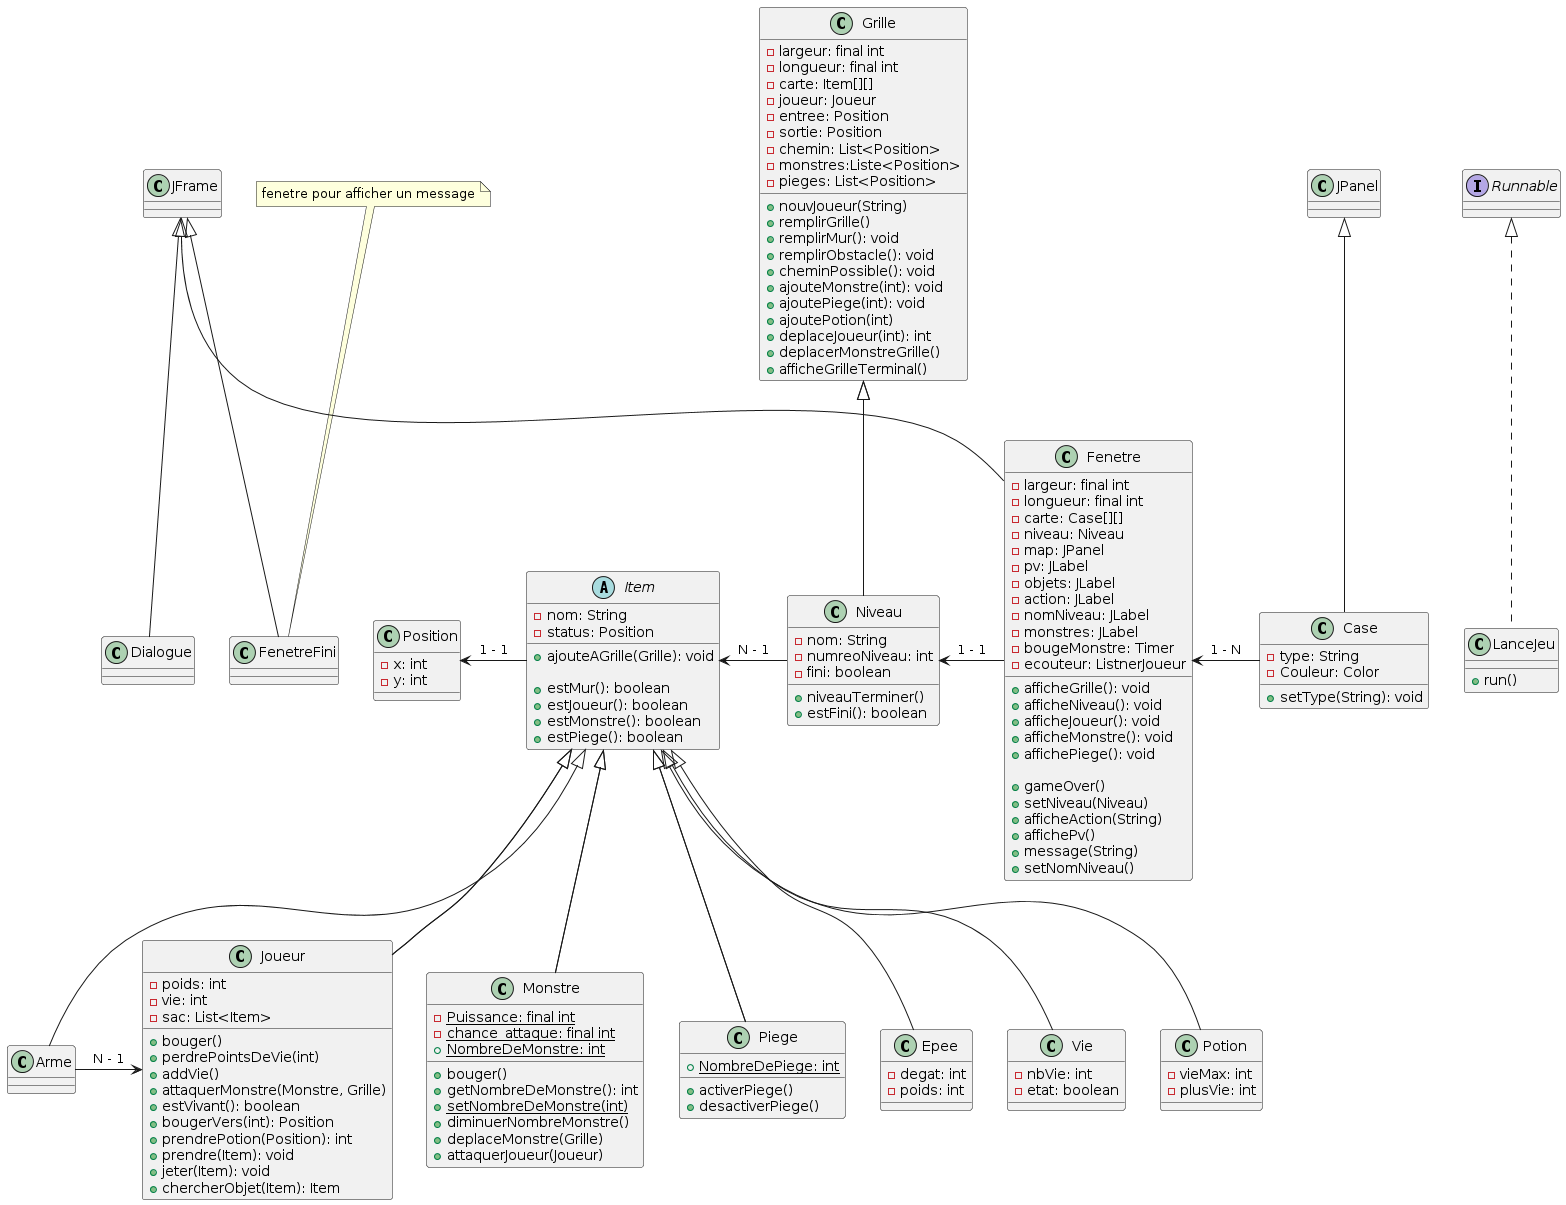 Grille
largeur: final int
longueur: final int
carte: Item[][]
joueur: Joueur
entree: Position
sortie: Position
chemin: List<Position>
monstres:Liste<Position>
pieges: List<Position>
nouvJoueur(String)
remplirGrille()
remplirMur(): void
remplirObstacle(): void
cheminPossible(): void
ajouteMonstre(int): void
ajoutePiege(int): void
ajoutePotion(int)
deplaceJoueur(int): int
deplacerMonstreGrille()
afficheGrilleTerminal()
JFrame
fenetre pour afficher un message
JPanel
Runnable
Fenetre
largeur: final int
longueur: final int
carte: Case[][]
niveau: Niveau
map: JPanel
pv: JLabel
objets: JLabel
action: JLabel
nomNiveau: JLabel
monstres: JLabel
bougeMonstre: Timer
ecouteur: ListnerJoueur
afficheGrille(): void
afficheNiveau(): void
afficheJoueur(): void
afficheMonstre(): void
affichePiege(): void
gameOver()
setNiveau(Niveau)
afficheAction(String)
affichePv()
message(String)
setNomNiveau()
Dialogue
FenetreFini
Position
x: int
y: int
1 - 1
Item
nom: String
status: Position
ajouteAGrille(Grille): void
estMur(): boolean
estJoueur(): boolean
estMonstre(): boolean
estPiege(): boolean
N - 1
Niveau
nom: String
numreoNiveau: int
fini: boolean
niveauTerminer()
estFini(): boolean
1 - 1
1 - N
Case
type: String
Couleur: Color
setType(String): void
LanceJeu
run()
Arme
N - 1
Joueur
poids: int
vie: int
sac: List<Item>
bouger()
perdrePointsDeVie(int)
addVie()
attaquerMonstre(Monstre, Grille)
estVivant(): boolean
bougerVers(int): Position
prendrePotion(Position): int
prendre(Item): void
jeter(Item): void
chercherObjet(Item): Item
Monstre
Puissance: final int
chance_attaque: final int
NombreDeMonstre: int
bouger()
getNombreDeMonstre(): int
setNombreDeMonstre(int)
diminuerNombreMonstre()
deplaceMonstre(Grille)
attaquerJoueur(Joueur)
Piege
NombreDePiege: int
activerPiege()
desactiverPiege()
Epee
degat: int
poids: int
Vie
nbVie: int
etat: boolean
Potion
vieMax: int
plusVie: int